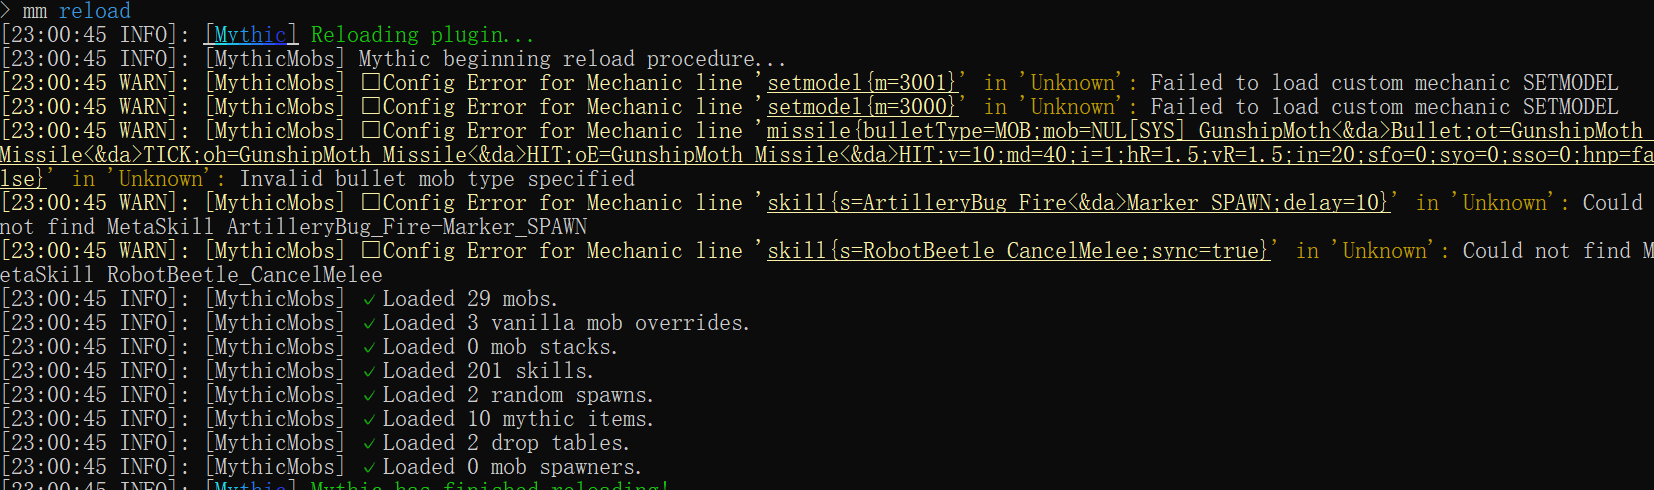 > mm reload
[23:00:45 INFO]: [Mythic] Reloading plugin...
[23:00:45 INFO]: [MythicMobs] Mythic beginning reload procedure...
[23:00:45 WARN]: [MythicMobs] □Config Error for Mechanic line 'setmodel{m=3001}' in 'Unknown': Failed to load custom mechanic SETMODEL
[23:00:45 WARN]: [MythicMobs] □Config Error for Mechanic line 'setmodel{m=3000}' in 'Unknown': Failed to load custom mechanic SETMODEL
[23:00:45 WARN]: [MythicMobs] □Config Error for Mechanic line 'missile{bulletType=MOB;mob=NUL[SYS]_GunshipMoth<&da>Bullet;ot=GunshipMoth_
Missile<&da>TICK;oh=GunshipMoth_Missile<&da>HIT;oE=GunshipMoth_Missile<&da>HIT;v=10;md=40;i=1;hR=1.5;vR=1.5;in=20;sfo=0;syo=0;sso=0;hnp=fa
lse}' in 'Unknown': Invalid bullet mob type specified
[23:00:45 WARN]: [MythicMobs] □Config Error for Mechanic line 'skill{s=ArtilleryBug_Fire<&da>Marker_SPAWN;delay=10}' in 'Unknown': Could
not find MetaSkill ArtilleryBug_Fire-Marker_SPAWN
[23:00:45 WARN]: [MythicMobs] □Config Error for Mechanic line 'skill{s=RobotBeetle_CancelMelee;sync=true}' in 'Unknown': Could not find M
etaSkill RobotBeetle_CancelMelee
[23:00:45 INFO]: [MythicMobs] ✓Loaded 29 mobs.
[23:00:45 INFO]: [MythicMobs] ✓Loaded 3 vanilla mob overrides.
[23:00:45 INFO]: [MythicMobs] ✓Loaded 0 mob stacks.
[23:00:45 INFO]: [MythicMobs] ✓Loaded 201 skills.
[23:00:45 INFO]: [MythicMobs] ✓Loaded 2 random spawns.
[23:00:45 INFO]: [MythicMobs] ✓Loaded 10 mythic items.
[23:00:45 INFO]: [MythicMobs] ✓Loaded 2 drop tables.
[23:00:45 INFO]: [MythicMobs] ✓Loaded 0 mob spawners.
[23:00:45 INFO]: [Mythic] Mythic has finished reloading!